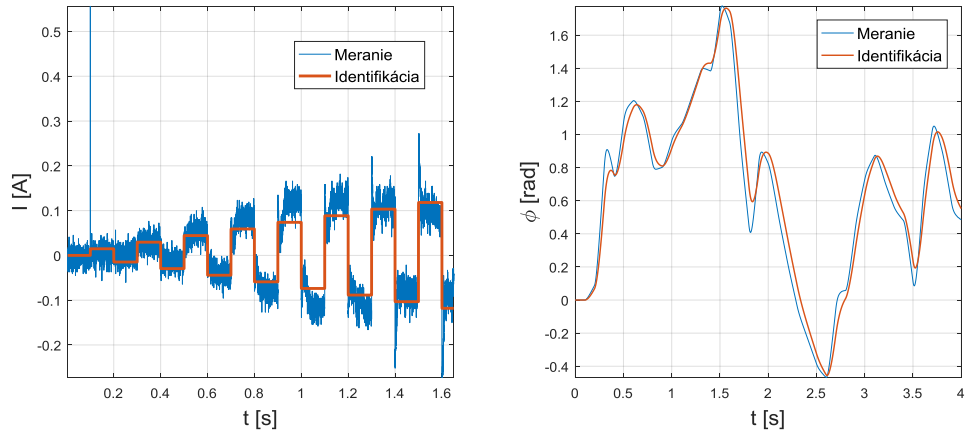 0.5
0.4
0.3
0.2
0.1
0
-0.1
-0.2
I [A]
0.2 0.4 0.6 0.8 1 1.2 1.4 1.6
t [s]
Meranie
Identifikácia
1.6
1.4
1.2
1
0.8
0.6
0.4
0.2
0
-0.2
-0.4
ϕ [rad]
0 0.5 1 1.5 2 2.5 3 3.5 4
t [s]
Meranie
Identifikácia